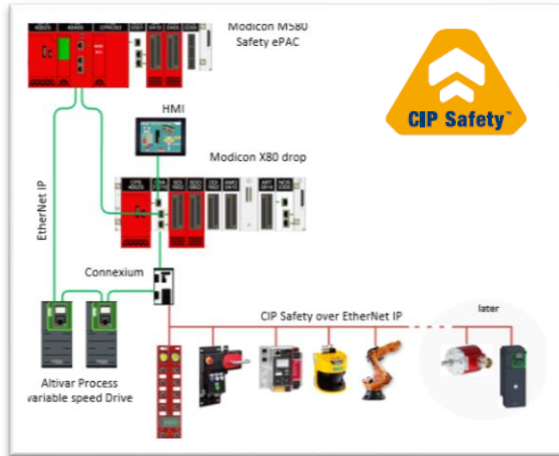 Modicon M580
Safety ePAC
CIP Safety™
HMI
Modicon X80 drop
EtherNet IP
Connexium
CIP Safety over EtherNet IP
later
Altivar Process
variable speed Drive